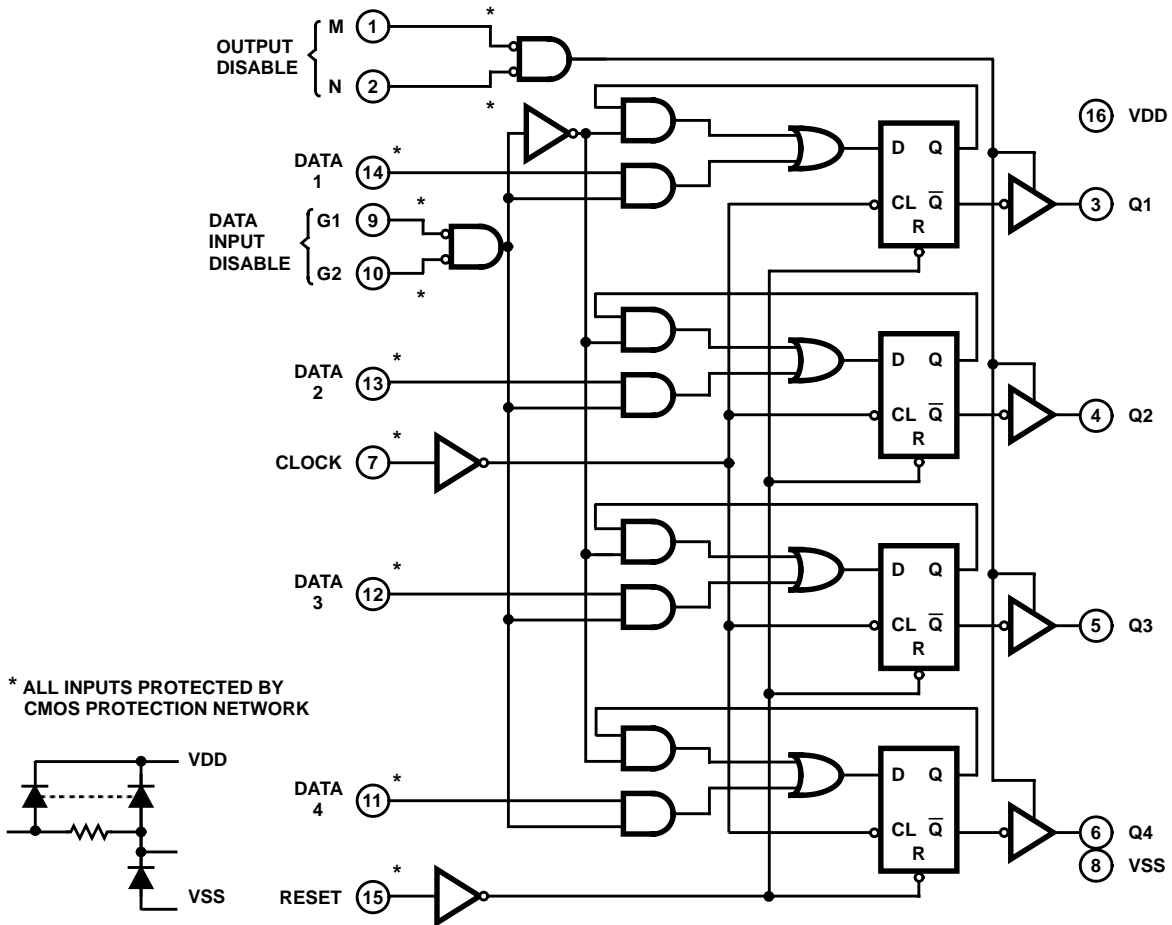 *
M 1
OUTPUT
DISABLE
N 2
*
16 VDD
DATA
1
14 *
D Q
CL Q̅
R
3 Q1
DATA
INPUT
DISABLE
G1 9 *
G2 10
*
DATA
2
13 *
D Q
CL Q̅
R
4 Q2
CLOCK 7 *
DATA
3
12 *
D Q
CL Q̅
R
5 Q3
* ALL INPUTS PROTECTED BY
CMOS PROTECTION NETWORK
VDD
VSS
DATA
4
11 *
D Q
CL Q̅
R
6 Q4
8 VSS
RESET 15 *